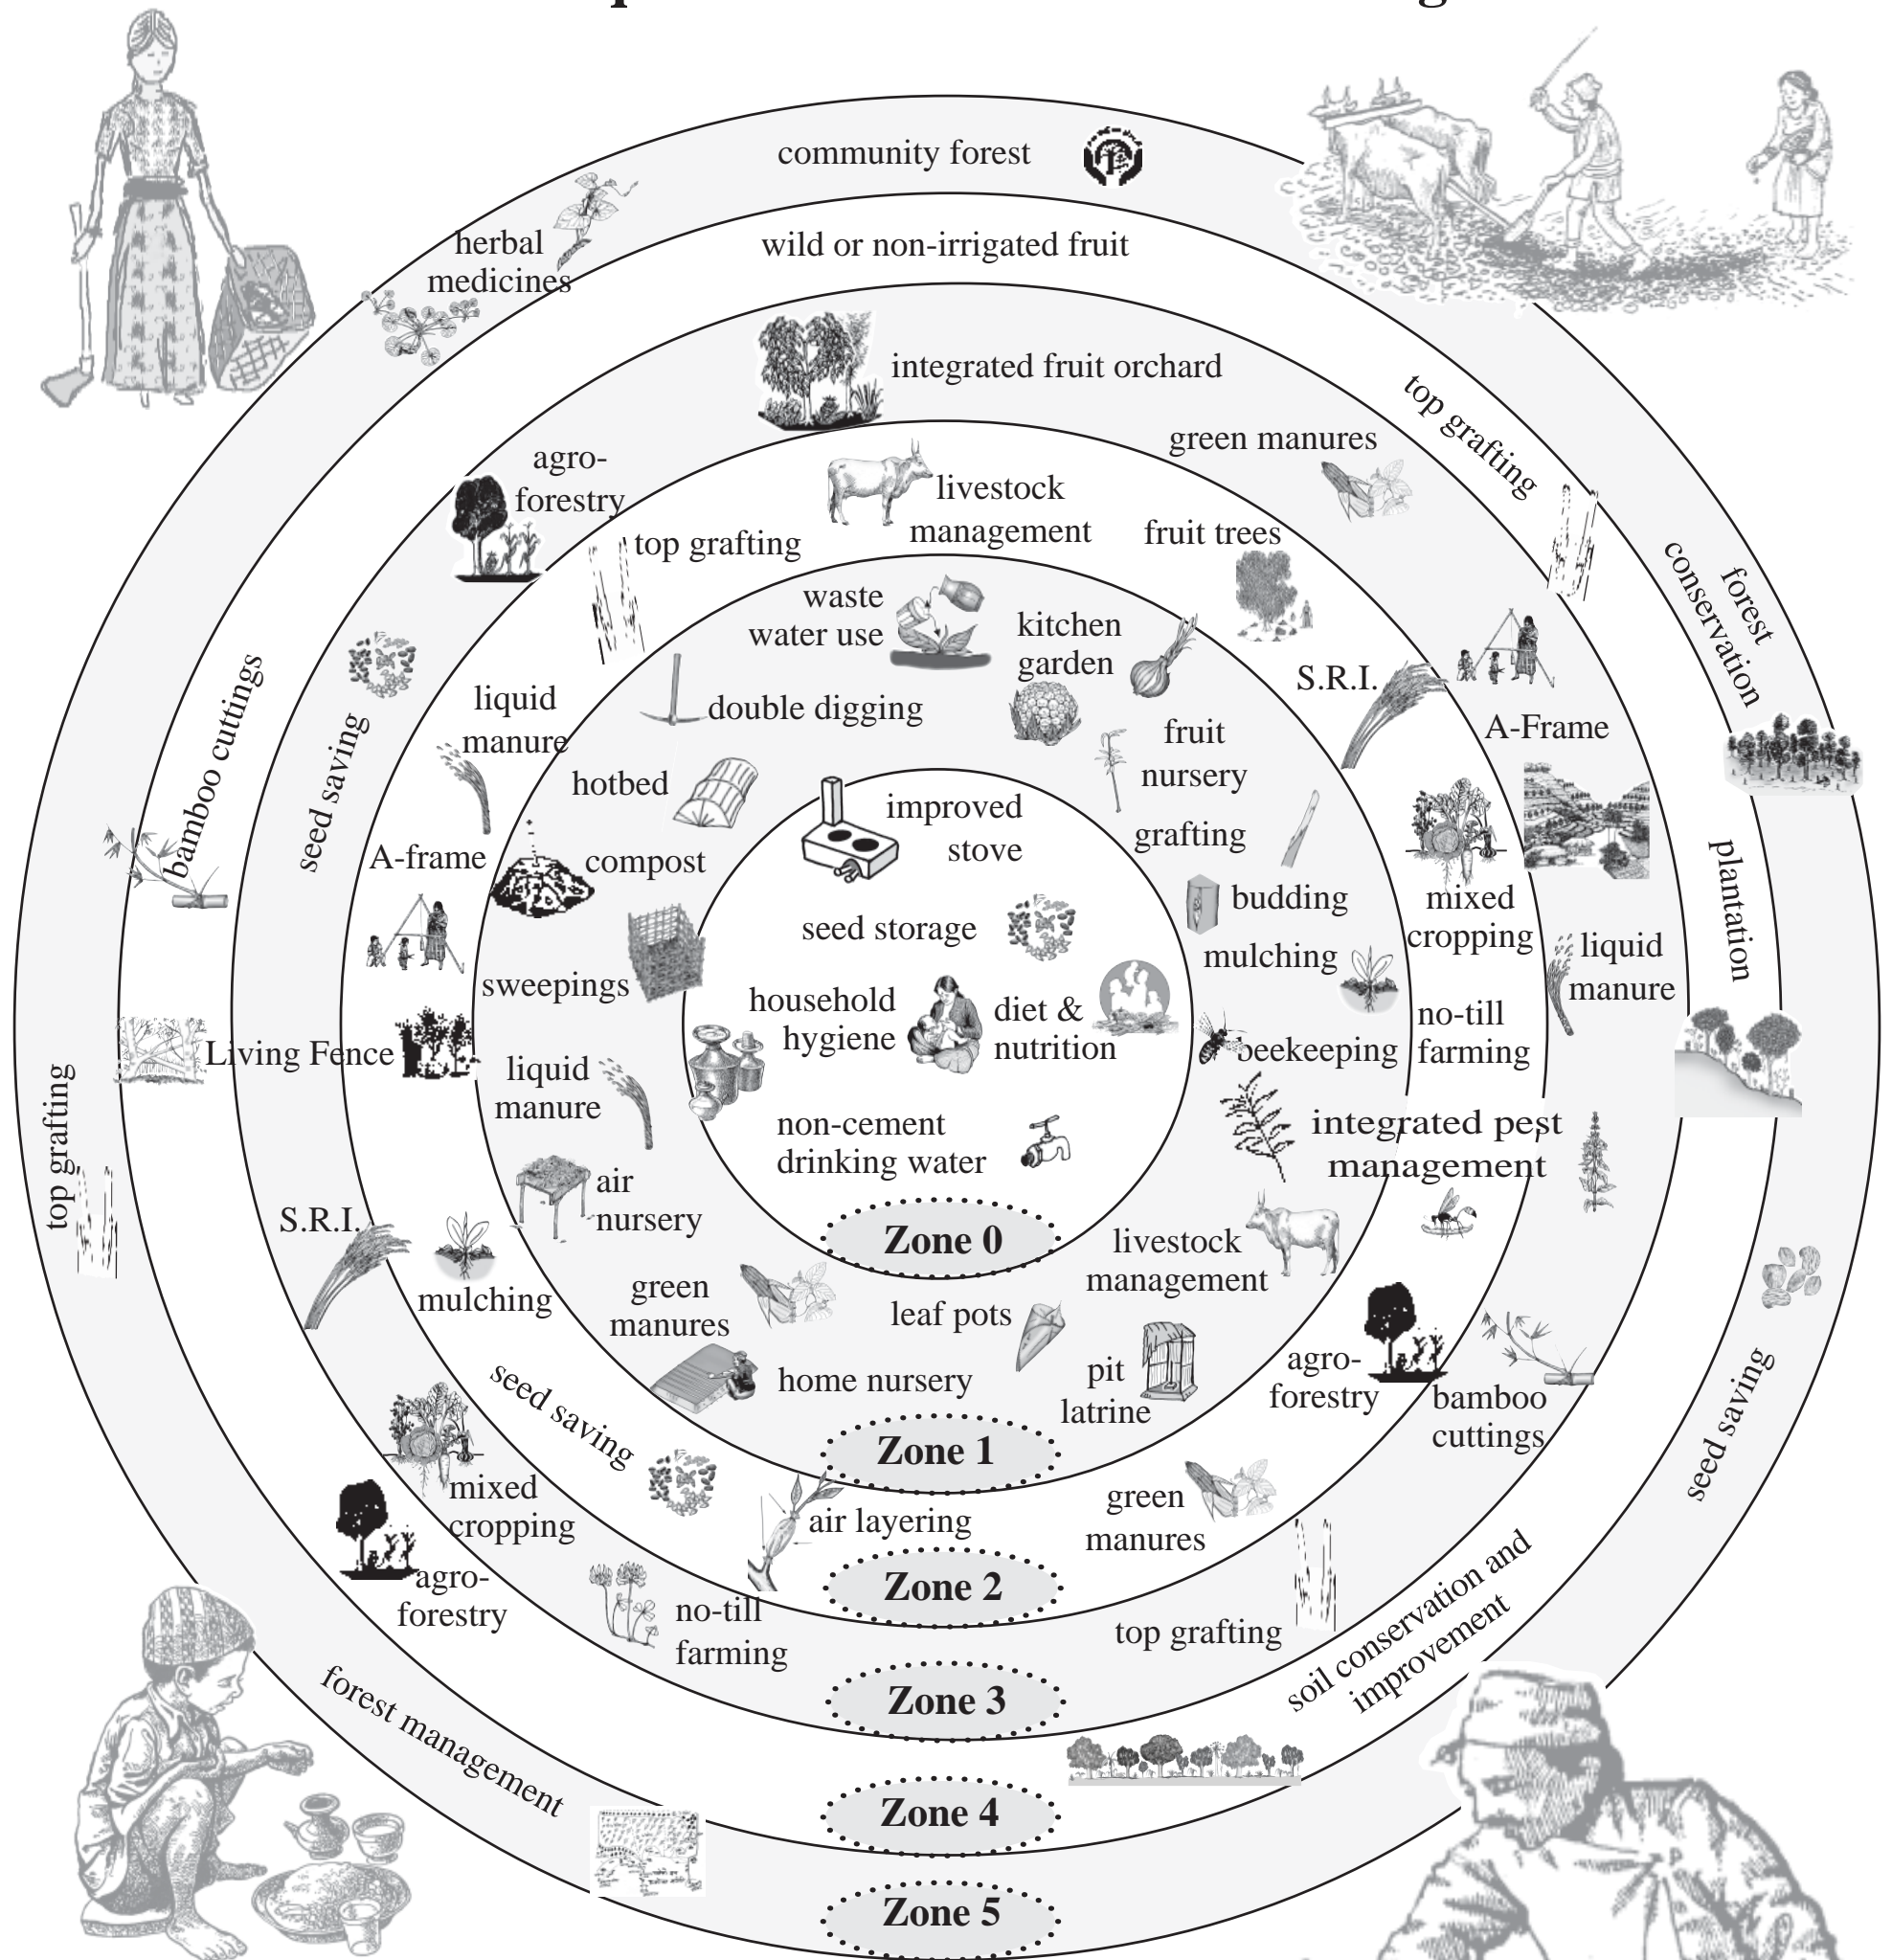 community forest
herbal
medicines
wild or non-irrigated fruit
integrated fruit orchard
top grafting
green manures
agro-
forestry
livestock
management
fruit trees
top grafting
forest
conservation
waste
water use
kitchen
garden
S.R.I.
bamboo cuttings
seed saving
liquid
manure
double digging
A-Frame
fruit
nursery
hotbed
improved
stove
grafting
A-frame
compost
plantation
budding
mixed
cropping
seed storage
mulching
liquid
manure
sweepings
household
hygiene
diet &
nutrition
no-till
farming
beekeeping
Living Fence
liquid
manure
top grafting
non-cement
drinking water
integrated pest
management
air
nursery
S.R.I.
Zone 0
livestock
management
mulching
green
manures
leaf pots
home nursery
pit
latrine
agro-
forestry
bamboo
cuttings
seed saving
seed saving
Zone 1
mixed
cropping
air layering
green
manures
agro-
forestry
Zone 2
no-till
farming
top grafting
soil conservation and
improvement
forest management
Zone 3
Zone 4
Zone 5